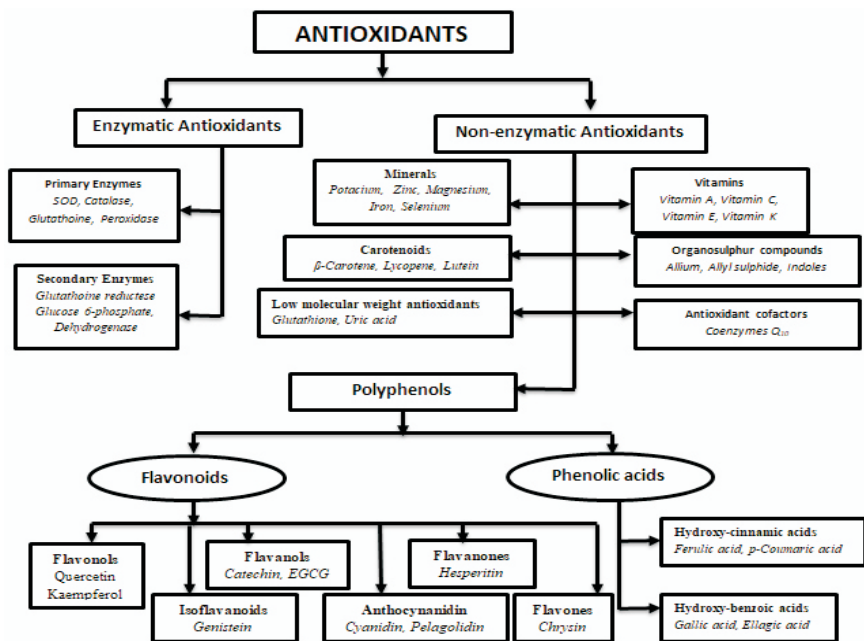 ANTIOXIDANTS
Enzymatic Antioxidants
Non-enzymatic Antioxidants
Primary Enzymes
SOD, Catalase,
Glutathoine, Peroxidase
Secondary Enzymes
Glutathoine reductese
Glucose 6-phosphate,
Dehydrogenase
Minerals
Potacium, Zinc, Magnesium,
Iron, Selenium
Vitamins
Vitamin A, Vitamin C,
Vitamin E, Vitamin K
Carotenoids
ß-Carotene, Lycopene, Lutein
Organosulphur compounds
Allium, Allyl sulphide, Indoles
Low molecular weight antioxidants
Glutathione, Uric acid
Antioxidant cofactors
Coenzymes Q₁₀
Polyphenols
Flavonoids
Phenolic acids
Flavonols
Quercetin
Kaempferol
Flavanols
Catechin, EGCG
Flavanones
Hesperitin
Isoflavanoids
Genistein
Anthocynanidin
Cyanidin, Pelagolidin
Flavones
Chrysin
Hydroxy-cinnamic acids
Ferulic acid, p-Coumaric acid
Hydroxy-benzoic acids
Gallic acid, Ellagic acid